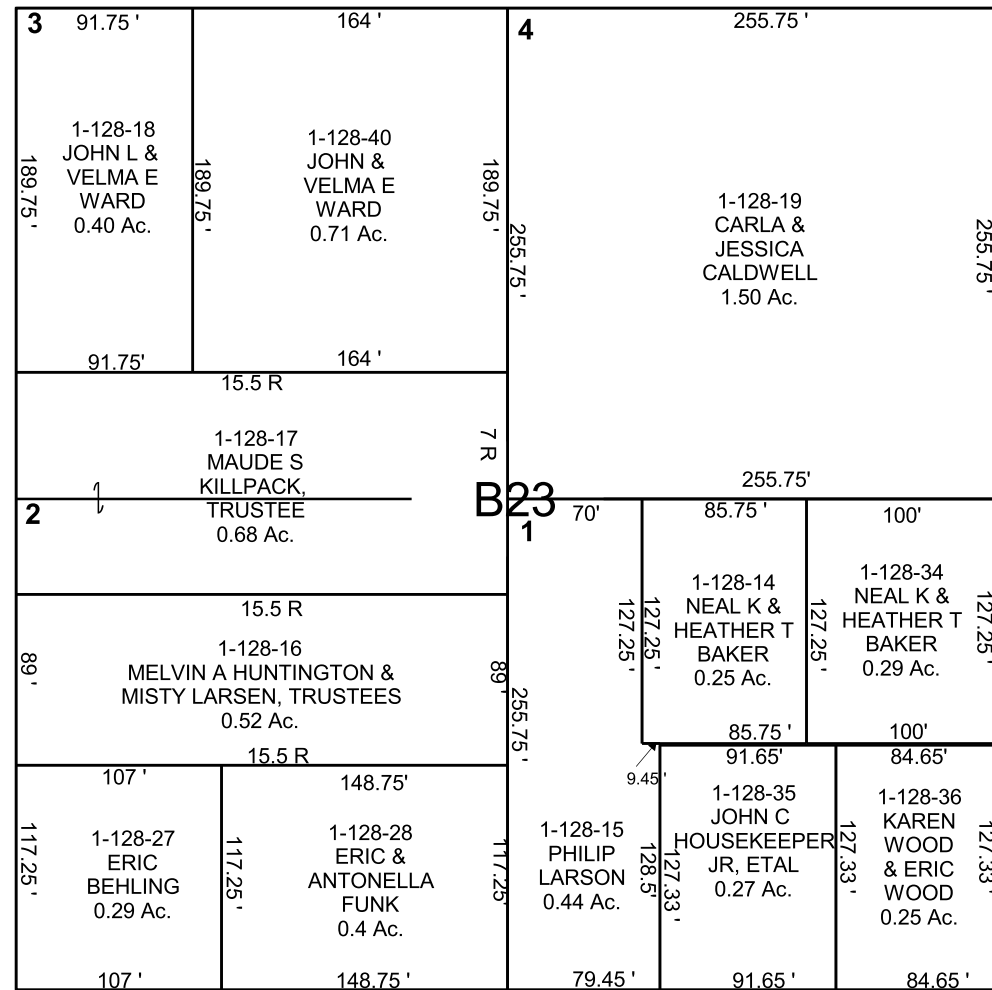 3
91.75 '
164 '
4
255.75 '
1-128-18
JOHN L &
VELMA E
WARD
0.40 Ac.
1-128-40
JOHN &
VELMA E
WARD
0.71 Ac.
189.75 '
189.75 '
189.75 '
255.75 '
1-128-19
CARLA &
JESSICA
CALDWELL
1.50 Ac.
255.75 '
91.75'
164 '
15.5 R
1-128-17
MAUDE S
KILLPACK,
TRUSTEE
0.68 Ac.
7 R
255.75'
B23
2
1
70'
85.75 '
100'
1-128-14
NEAL K &
HEATHER T
BAKER
0.25 Ac.
1-128-34
NEAL K &
HEATHER T
BAKER
0.29 Ac.
127.25 '
127.25 '
127.25 '
127.25 '
15.5 R
1-128-16
MELVIN A HUNTINGTON &
MISTY LARSEN, TRUSTEES
0.52 Ac.
89 '
89 '
255.75 '
15.5 R
85.75 '
100'
9.45 '
91.65'
84.65'
107 '
148.75'
1-128-27
ERIC
BEHLING
0.29 Ac.
1-128-28
ERIC &
ANTONELLA
FUNK
0.4 Ac.
117.25 '
117.25 '
117.25'
1-128-15
PHILIP
LARSON
0.44 Ac.
128.5'
127.33 '
1-128-35
JOHN C
HOUSEKEEPER
JR, ETAL
0.27 Ac.
127.33 '
1-128-36
KAREN
WOOD
& ERIC
WOOD
0.25 Ac.
127.33 '
107 '
148.75 '
79.45 '
91.65 '
84.65 '